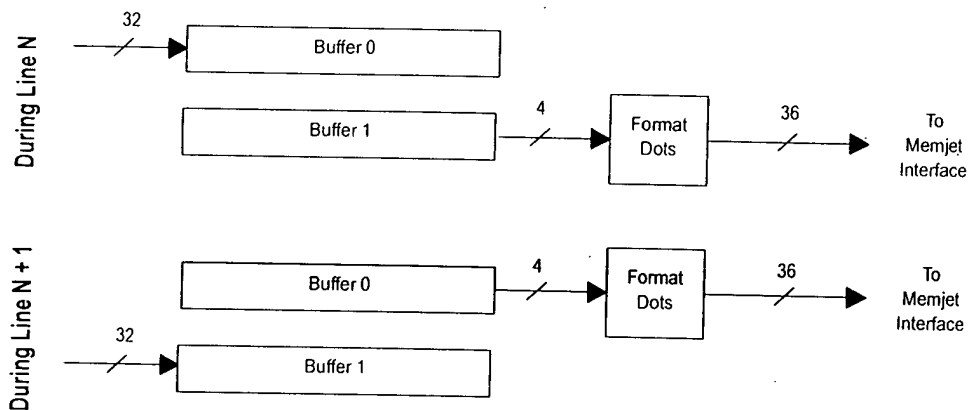 During Line N
32
Buffer 0
Buffer 1
4
Format
Dots
36
To
Memjet
Interface
During Line N + 1
Buffer 0
4
Format
Dots
36
To
Memjet
Interface
32
Buffer 1